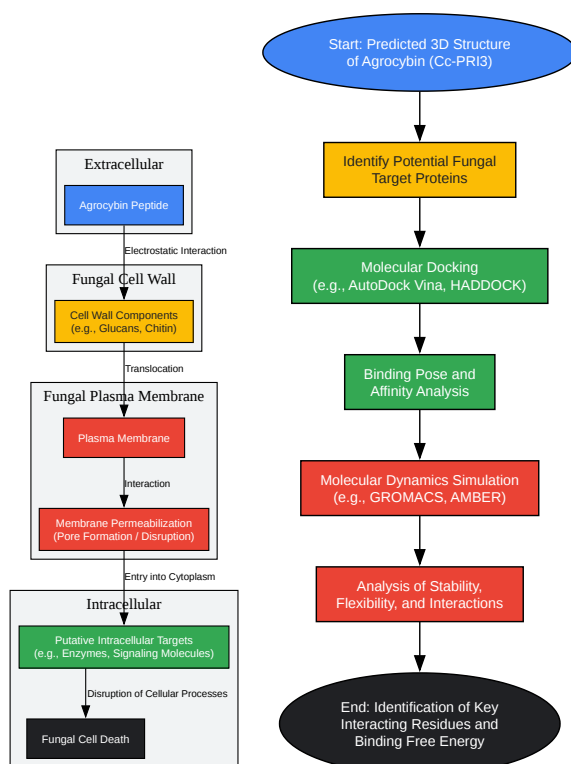 Extracellular
Agrocybin Peptide
Electrostatic Interaction
Fungal Cell Wall
Cell Wall Components
(e.g., Glucans, Chitin)
Translocation
Fungal Plasma Membrane
Plasma Membrane
Interaction
Membrane Permeabilization
(Pore Formation / Disruption)
Entry into Cytoplasm
Intracellular
Putative Intracellular Targets
(e.g., Enzymes, Signaling Molecules)
Disruption of Cellular Processes
Fungal Cell Death
Start: Predicted 3D Structure
of Agrocybin (Cc-PRI3)
Identify Potential Fungal
Target Proteins
Molecular Docking
(e.g., AutoDock Vina, HADDOCK)
Binding Pose and
Affinity Analysis
Molecular Dynamics Simulation
(e.g., GROMACS, AMBER)
Analysis of Stability,
Flexibility, and Interactions
End: Identification of Key
Interacting Residues and
Binding Free Energy